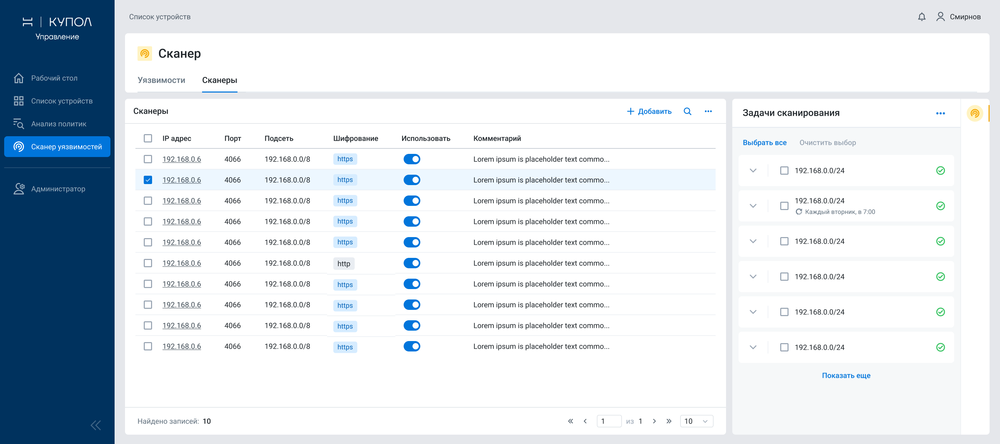 КУПОЛ
Управление
Рабочий стол
Список устройств
Анализ политик
Сканер уязвимостей
Администратор
Список устройств
Смирнов
Сканер
Уязвимости Сканеры
Сканеры
Добавить
IP адрес Порт Подсеть Шифрование Использовать Комментарий
192.168.0.6 4066 192.168.0.0/8 https Lorem ipsum is placeholder text commo...
192.168.0.6 4066 192.168.0.0/8 https Lorem ipsum is placeholder text commo...
192.168.0.6 4066 192.168.0.0/8 https Lorem ipsum is placeholder text commo...
192.168.0.6 4066 192.168.0.0/8 https Lorem ipsum is placeholder text commo...
192.168.0.6 4066 192.168.0.0/8 https Lorem ipsum is placeholder text commo...
192.168.0.6 4066 192.168.0.0/8 http Lorem ipsum is placeholder text commo...
192.168.0.6 4066 192.168.0.0/8 https Lorem ipsum is placeholder text commo...
192.168.0.6 4066 192.168.0.0/8 https Lorem ipsum is placeholder text commo...
192.168.0.6 4066 192.168.0.0/8 https Lorem ipsum is placeholder text commo...
192.168.0.6 4066 192.168.0.0/8 https Lorem ipsum is placeholder text commo...
Найдено записей: 10
1 из 1 10
Задачи сканирования
Выбрать все Очистить выбор
192.168.0.0/24
192.168.0.0/24
Каждый вторник, в 7:00
192.168.0.0/24
192.168.0.0/24
192.168.0.0/24
192.168.0.0/24
Показать еще